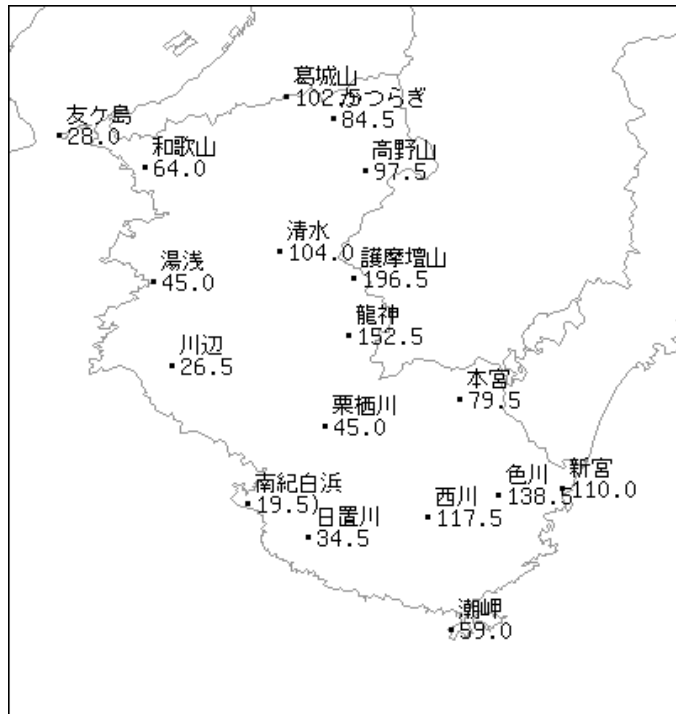 葛城山
102.5
かつらぎ
84.5
友ケ島
28.0
和歌山
64.0
高野山
97.5
清水
104.0
護摩壇山
196.5
湯浅
45.0
龍神
152.5
川辺
26.5
本宮
79.5
栗栖川
45.0
新宮
110.0
色川
138.5
南紀白浜
19.5)
西川
117.5
日置川
34.5
潮岬
59.0